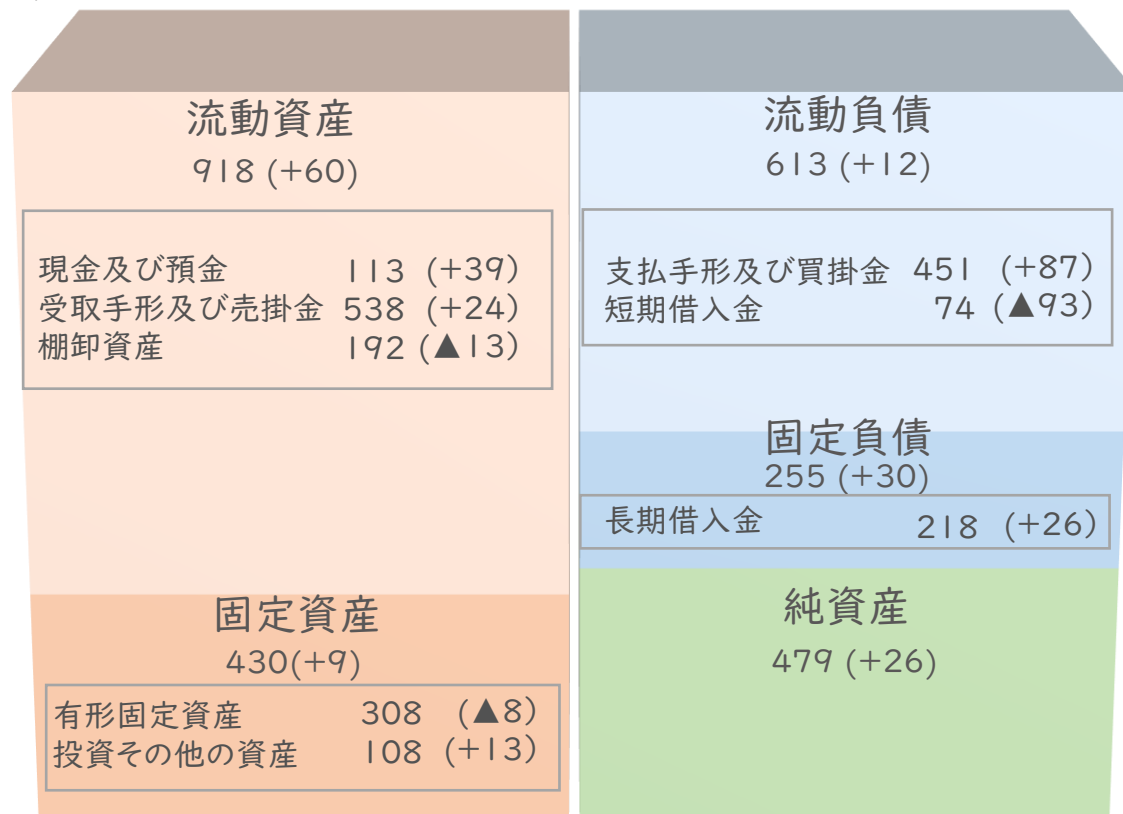 流動資産
918 (+60)
現金及び預金 113 (+39)
受取手形及び売掛金 538 (+24)
棚卸資産 192 (▲13)
固定資産
430(+9)
有形固定資産 308 (▲8)
投資その他の資産 108 (+13)
流動負債
613 (+12)
支払手形及び買掛金 451 (+87)
短期借入金 74 (▲93)
固定負債
255 (+30)
長期借入金 218 (+26)
純資産
479 (+26)